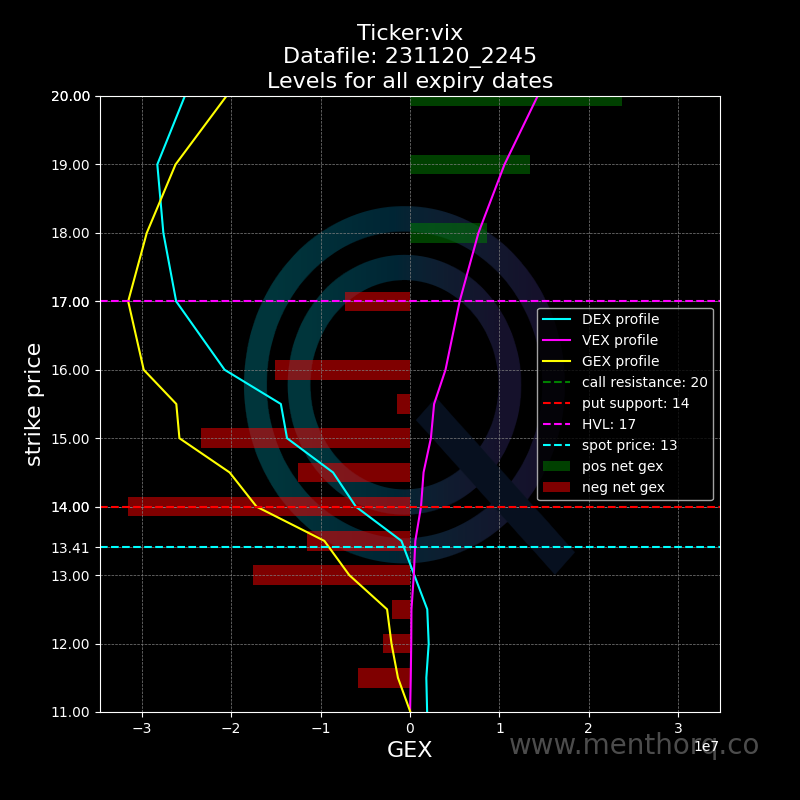 Ticker:vix
Datafile: 231120_2245
Levels for all expiry dates
20.00
19.00
18.00
17.00
16.00
15.00
14.00
13.41
13.00
12.00
11.00
strike price
DEX profile
VEX profile
GEX profile
call resistance: 20
put support: 14
HVL: 17
spot price: 13
pos net gex
neg net gex
−3 −2 −1 0 1 2 3
1e7
GEX
www.menthorq.co